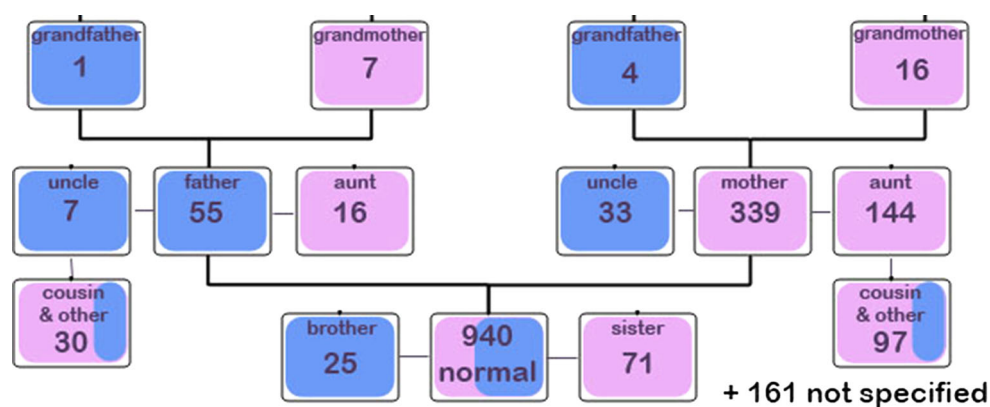 grandfather
1
grandmother
7
grandfather
4
grandmother
16
uncle
7
father
55
aunt
16
uncle
33
mother
339
aunt
144
cousin
& other
30
brother
25
940
normal
sister
71
cousin
& other
97
+ 161 not specified